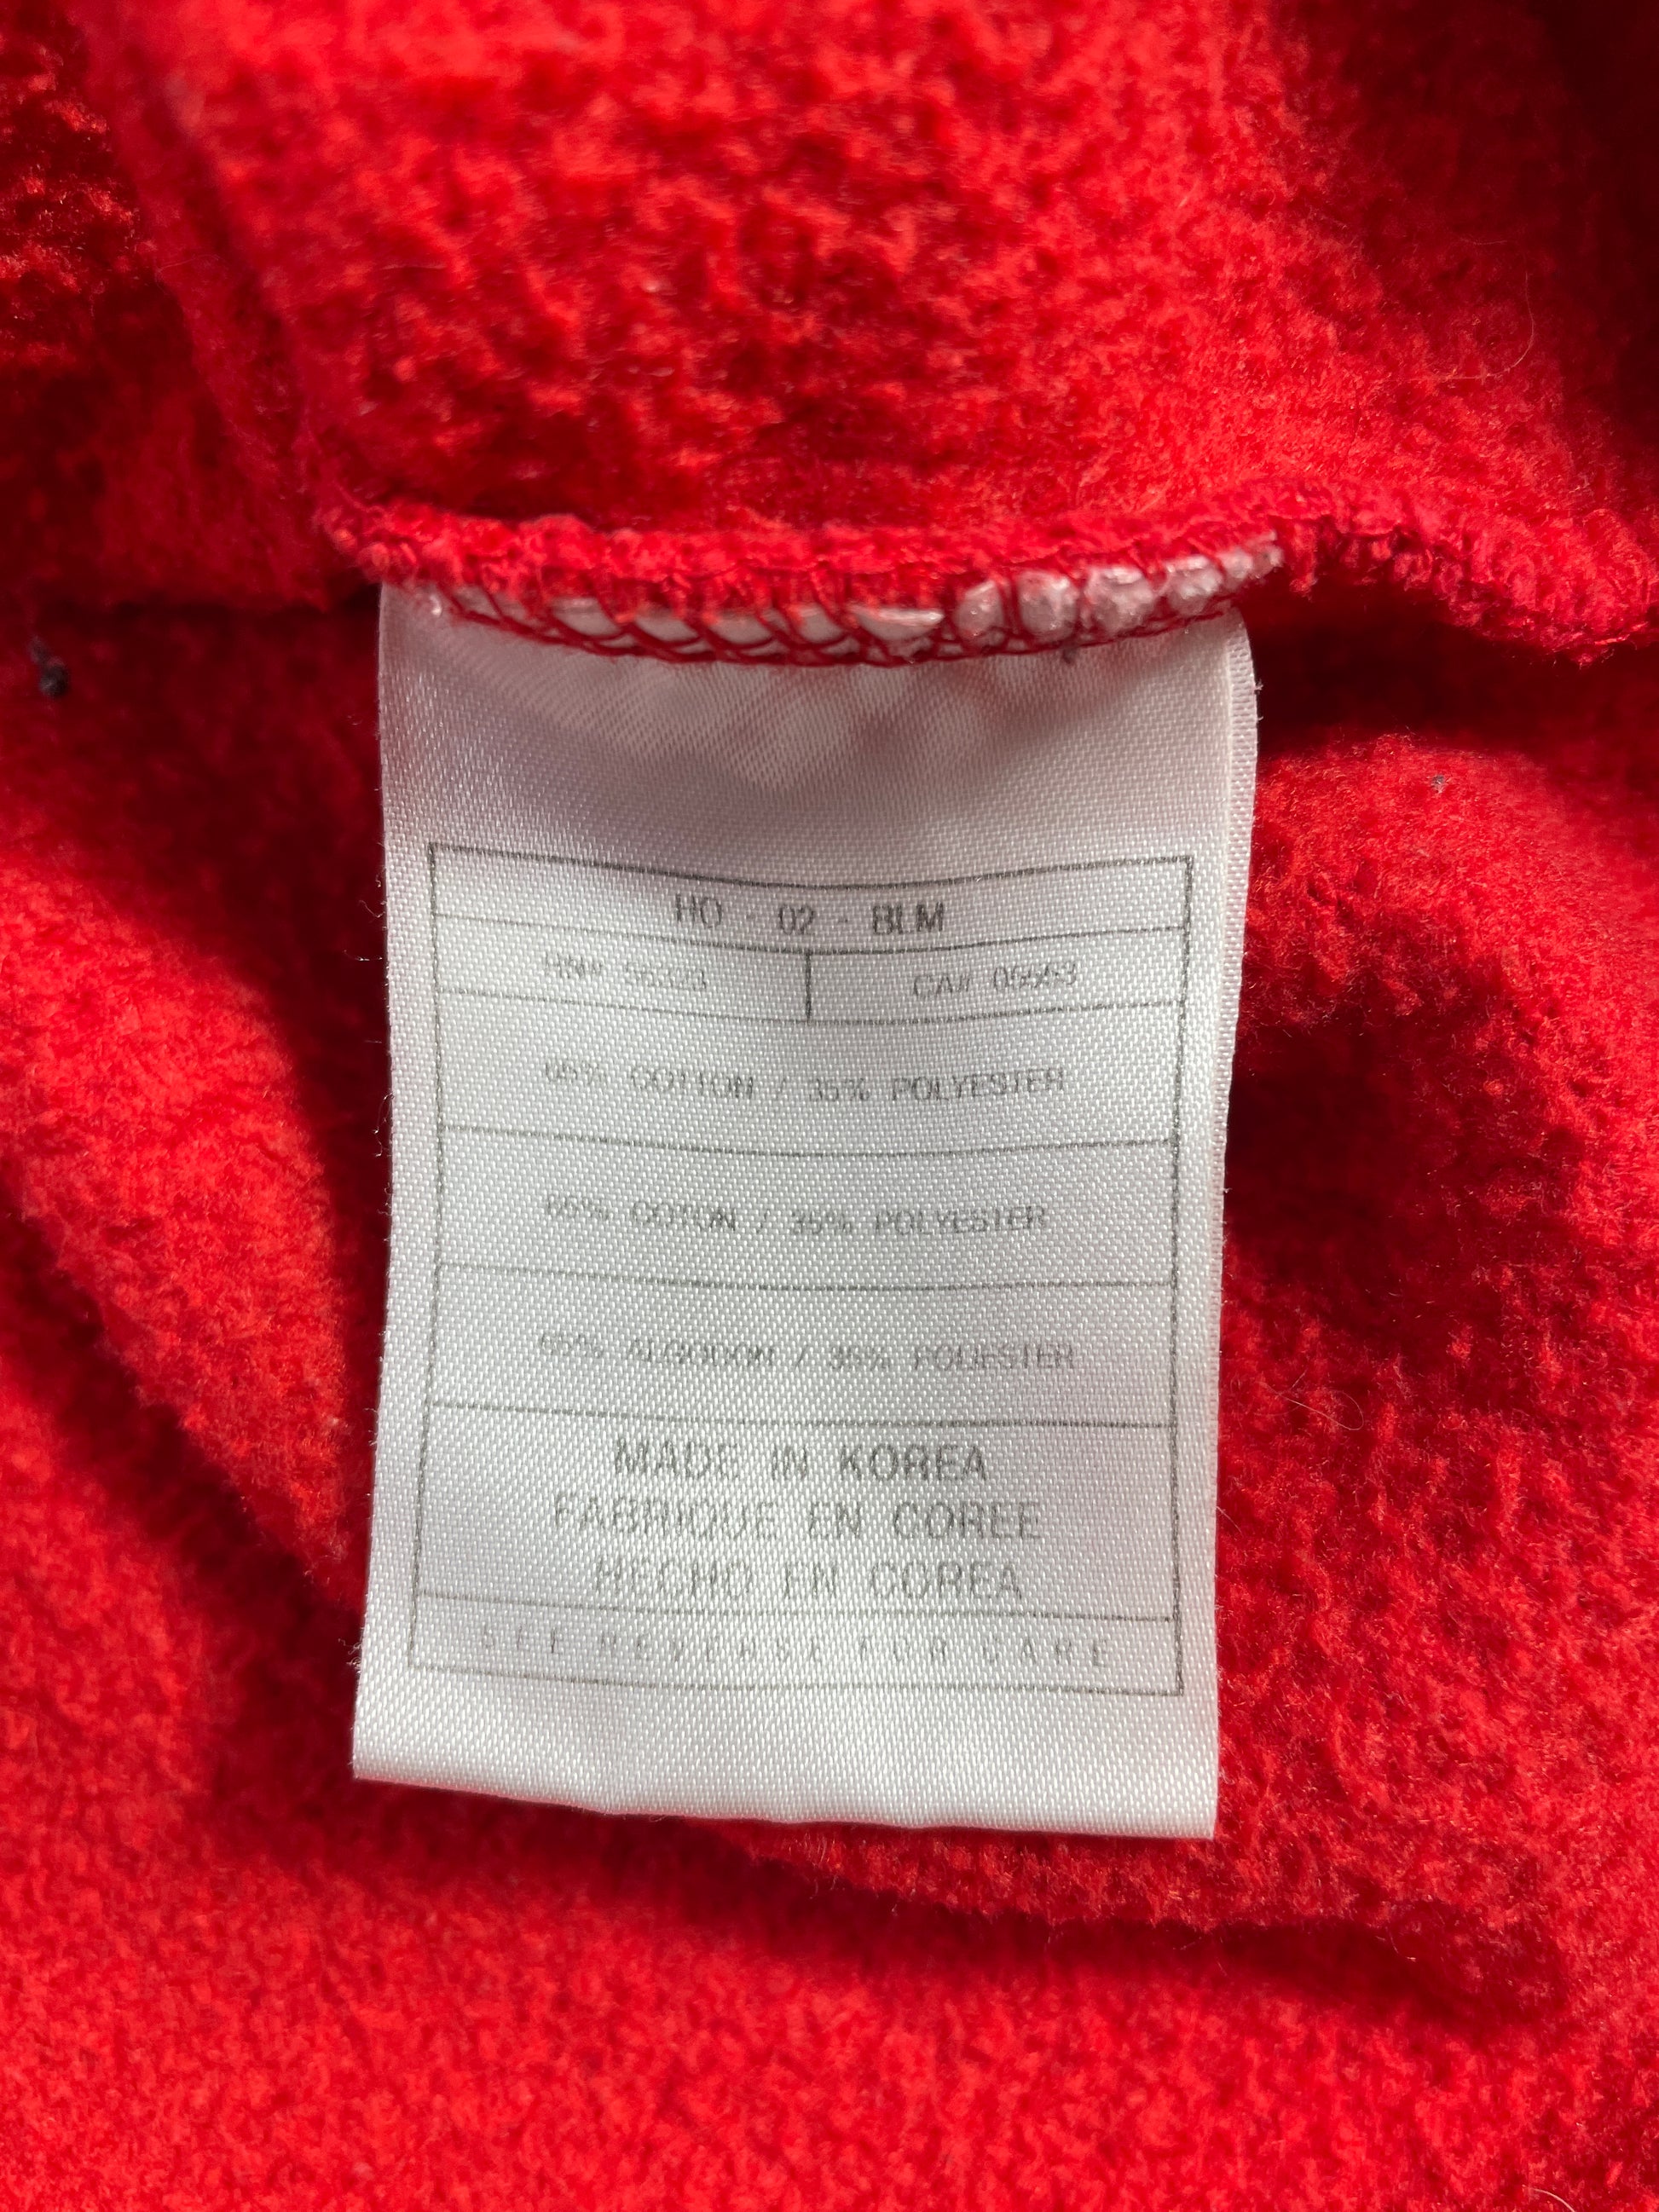 HO - 02 - BLM
RN# 56323 CA# 05553
65% COTTON / 35% POLYESTER
65% COTON / 35% POLYESTER
65% ALGODON / 35% POLIESTER
MADE IN KOREA
FABRIQUE EN COREE
HECHO EN COREA
SEE REVERSE FOR CARE